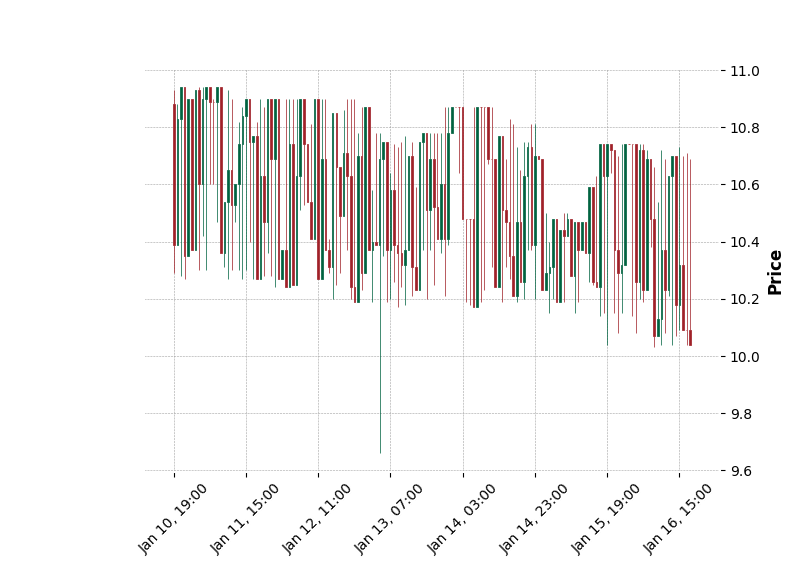 11.0
10.8
10.6
10.4
10.2
10.0
9.8
9.6
Price
Jan 10, 19:00
Jan 11, 15:00
Jan 12, 11:00
Jan 13, 07:00
Jan 14, 03:00
Jan 14, 23:00
Jan 15, 19:00
Jan 16, 15:00